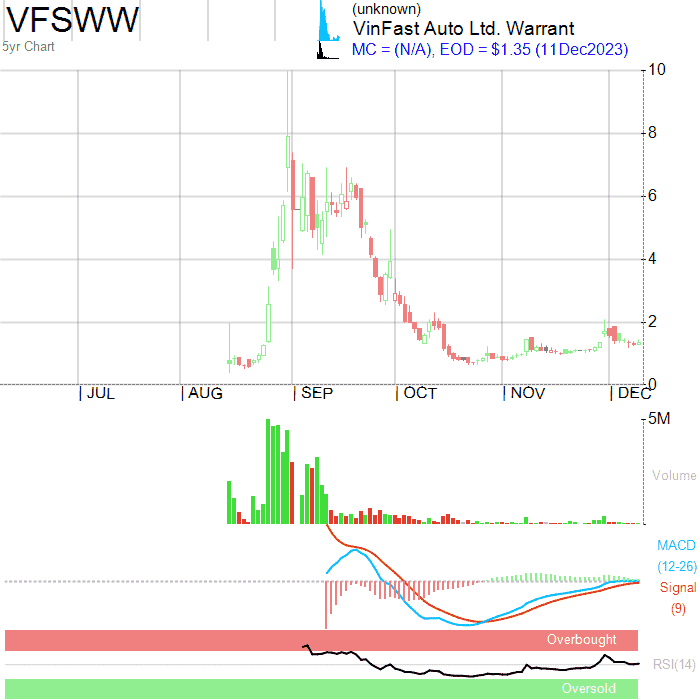 VFSWW
5yr Chart
(unknown)
VinFast Auto Ltd. Warrant
MC = (N/A), EOD = $1.35 (11Dec2023)
10
8
6
4
2
0
| JUL | AUG | SEP | OCT | NOV | DEC
5M
Volume
MACD
(12-26)
Signal
(9)
Overbought
RSI(14)
Oversold